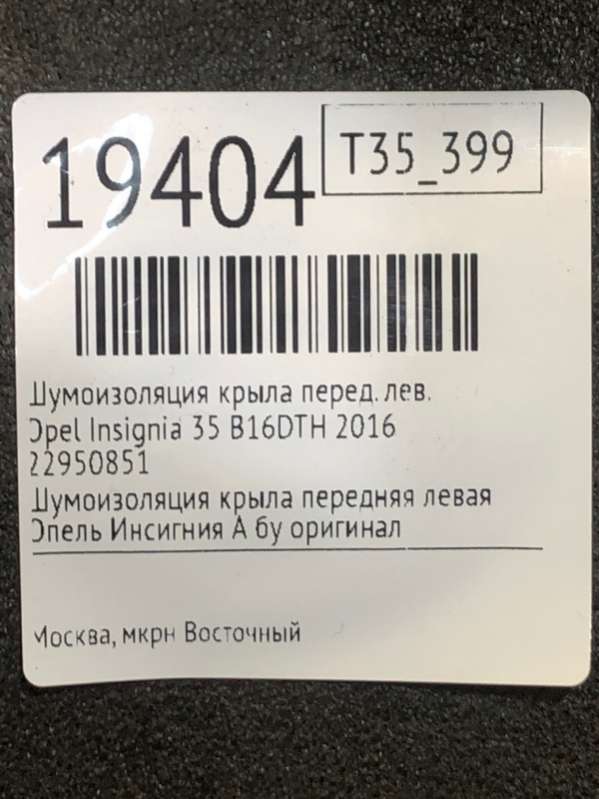 19404
T35_399
Шумоизоляция крыла перед. лев.
Opel Insignia 35 B16DTH 2016
22950851
Шумоизоляция крыла передняя левая
Опель Инсигния А бу оригинал
Москва, мкрн Восточный